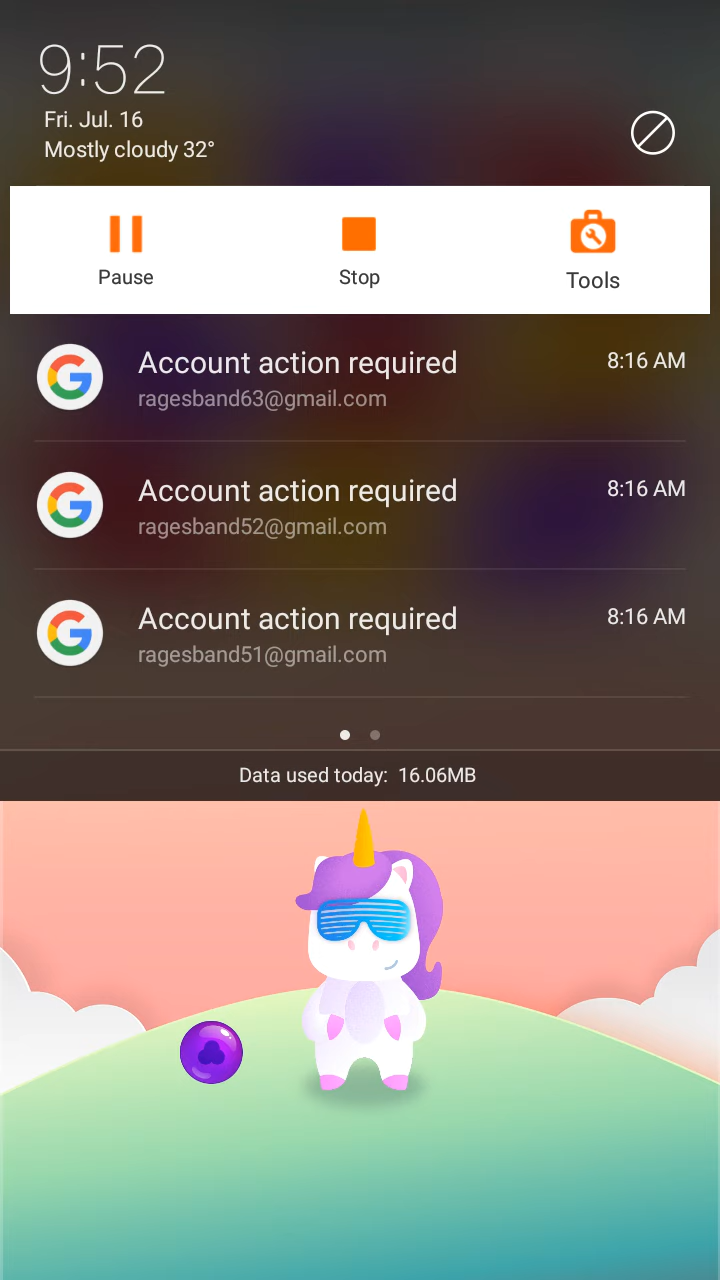 9:52
Fri. Jul. 16
Mostly cloudy 32°
Pause
Stop
Tools
Account action required
8:16 AM
ragesband63@gmail.com
Account action required
8:16 AM
ragesband52@gmail.com
Account action required
8:16 AM
ragesband51@gmail.com
Data used today: 16.06MB